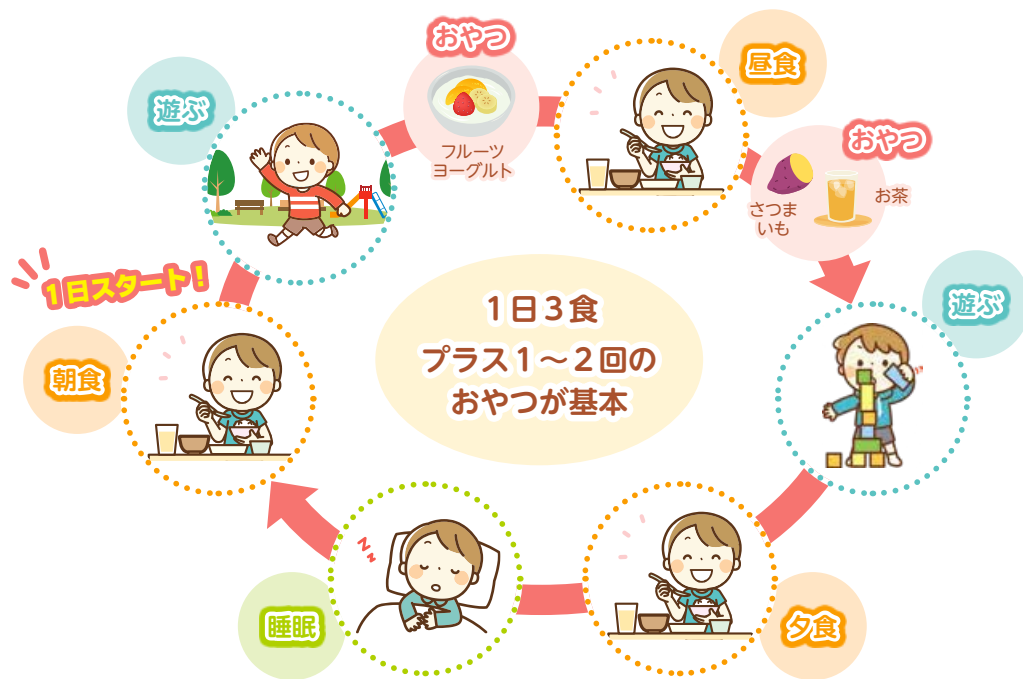 1日スタート！
朝食
遊ぶ
おやつ
フルーツ
ヨーグルト
昼食
おやつ
さつま
いも
お茶
遊ぶ
夕食
睡眠
zzz
１日３食
プラス１～２回の
おやつが基本